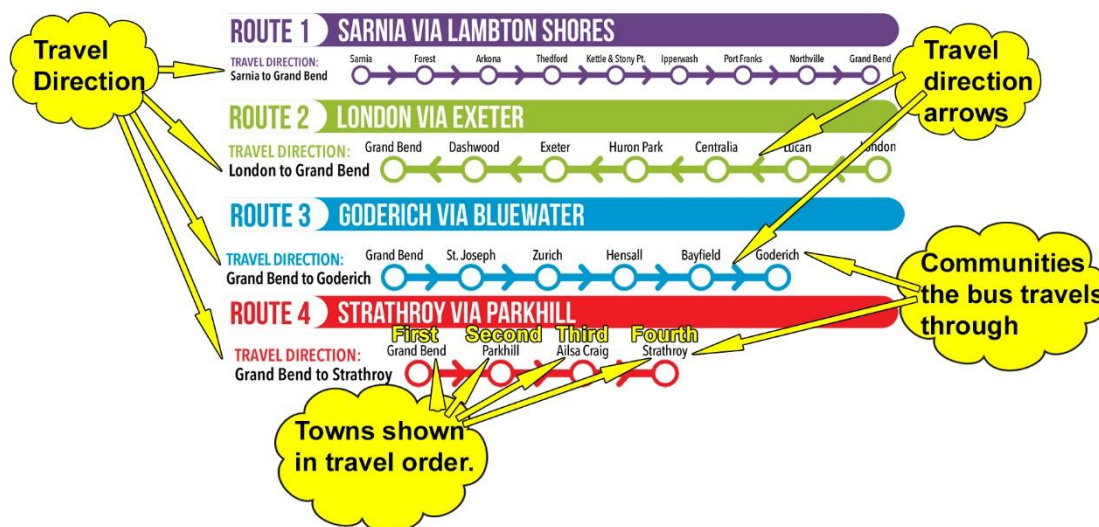 Travel
Direction
ROUTE 1 SARNIA VIA LAMBTON SHORES
TRAVEL DIRECTION:
Sarnia to Grand Bend
Sarnia Forest Arkona Thedford Kettle & Stony Pt. Ipperwash Port Franks Northville Grand Bend
Travel
direction
arrows
ROUTE 2 LONDON VIA EXETER
TRAVEL DIRECTION:
London to Grand Bend
Grand Bend Dashwood Exeter Huron Park Centralia Lucan London
ROUTE 3 GODERICH VIA BLUEWATER
TRAVEL DIRECTION:
Grand Bend to Goderich
Grand Bend St. Joseph Zurich Hensall Bayfield Goderich
Communities
the bus travels
through
ROUTE 4 STRATHROY VIA PARKHILL
First Second Third Fourth
TRAVEL DIRECTION:
Grand Bend to Strathroy
Grand Bend Parkhill Ailsa Craig Strathroy
Towns shown
in travel order.